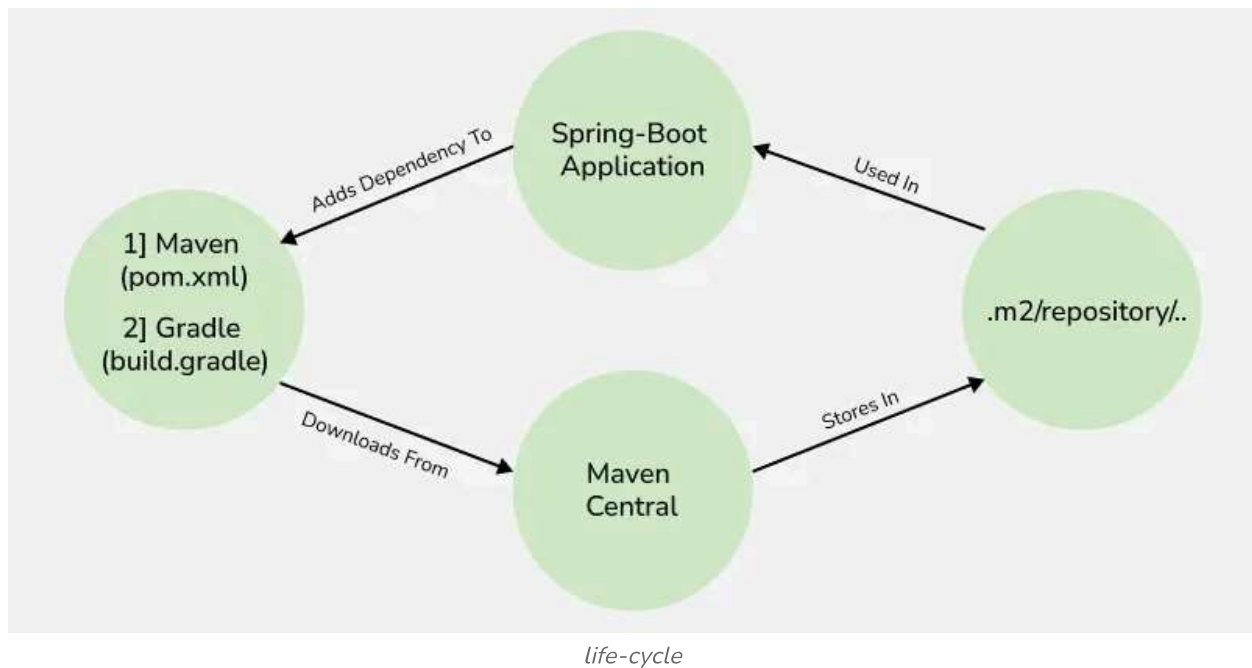 Spring-Boot
Application
Adds Dependency To
Used In
1] Maven
(pom.xml)
2] Gradle
(build.gradle)
.m2/repository/..
Downloads From
Stores In
Maven
Central
life-cycle